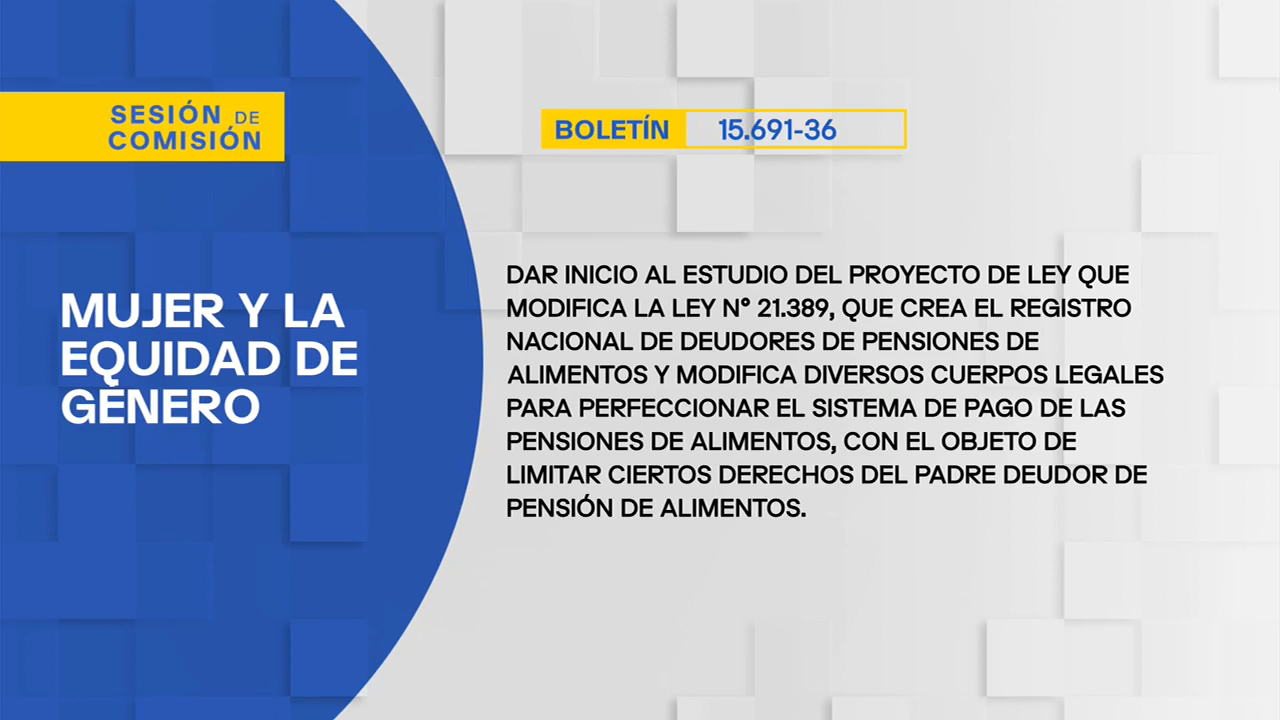 SESIÓN DE
COMISIÓN
MUJER Y LA
EQUIDAD DE
GÉNERO
BOLETÍN 15.691-36
DAR INICIO AL ESTUDIO DEL PROYECTO DE LEY QUE
MODIFICA LA LEY N° 21.389, QUE CREA EL REGISTRO
NACIONAL DE DEUDORES DE PENSIONES DE
ALIMENTOS Y MODIFICA DIVERSOS CUERPOS LEGALES
PARA PERFECCIONAR EL SISTEMA DE PAGO DE LAS
PENSIONES DE ALIMENTOS, CON EL OBJETO DE
LIMITAR CIERTOS DERECHOS DEL PADRE DEUDOR DE
PENSIÓN DE ALIMENTOS.